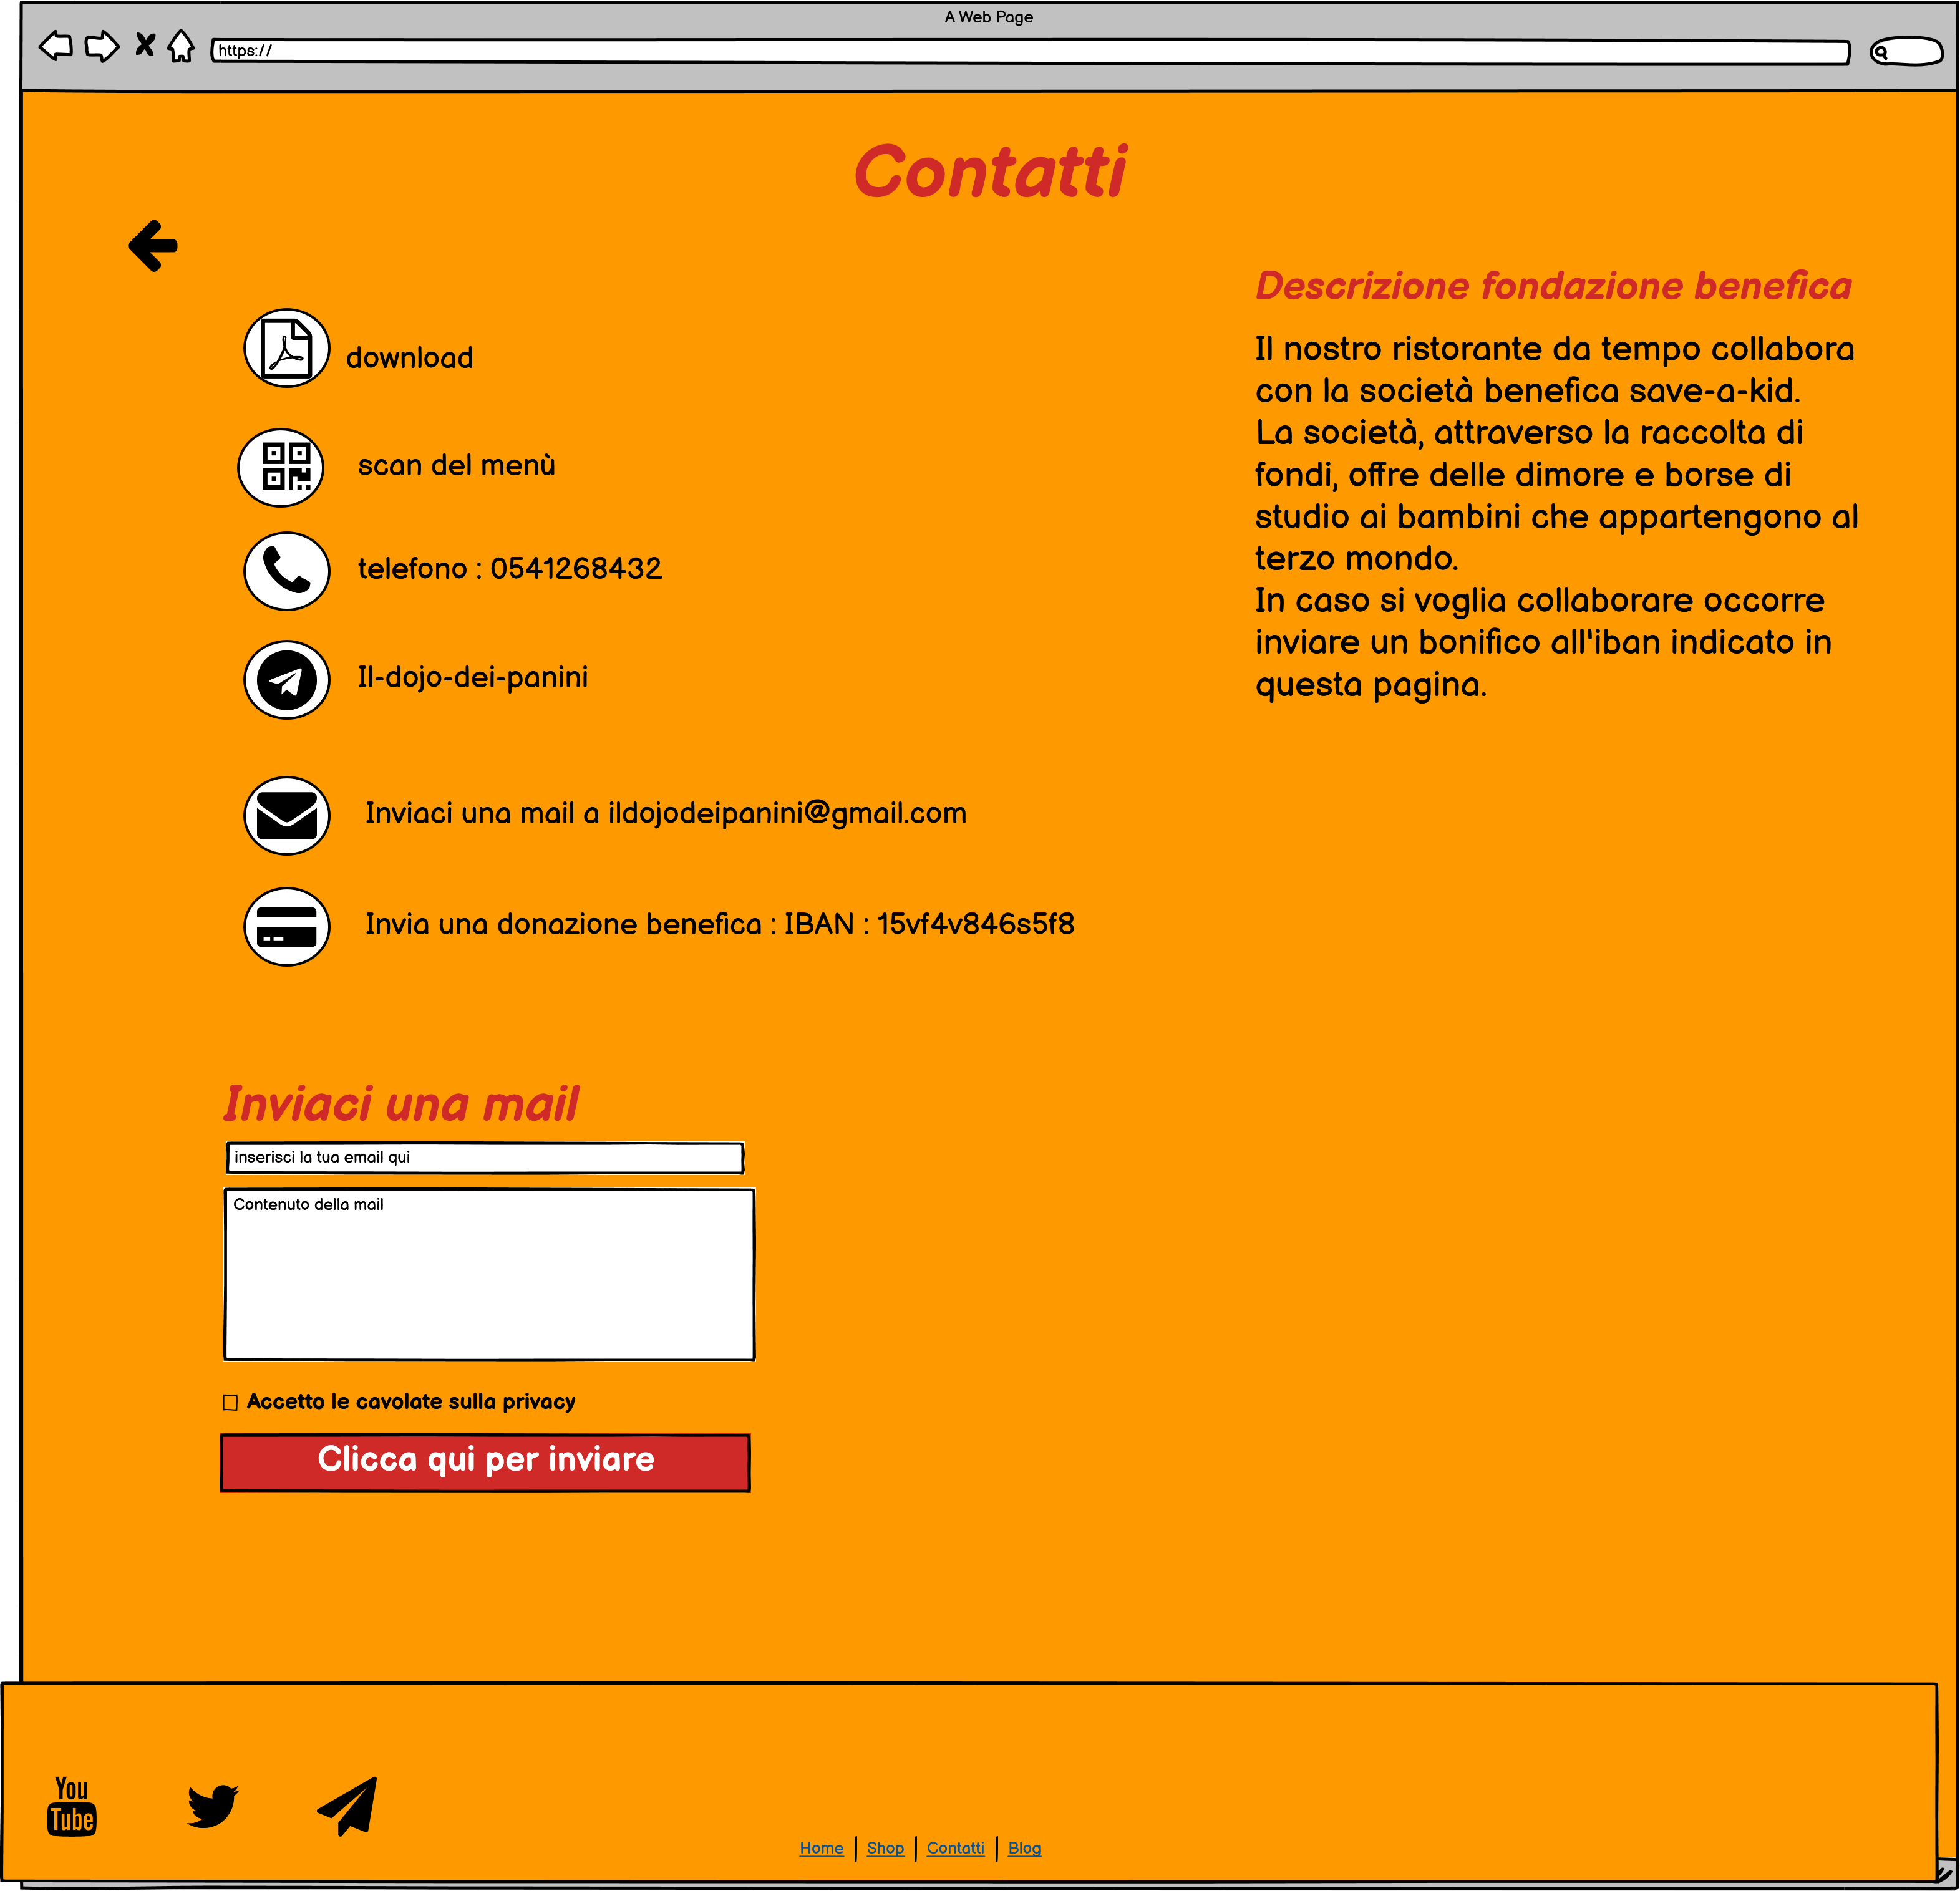 A Web Page
https://
Contatti
download
scan del menù
telefono : 0541268432
Il-dojo-dei-panini
Inviaci una mail a ildojodeipanini@gmail.com
Invia una donazione benefica : IBAN : 15vf4v846s5f8
Descrizione fondazione benefica
Il nostro ristorante da tempo collabora
con la società benefica save-a-kid.
La società, attraverso la raccolta di
fondi, offre delle dimore e borse di
studio ai bambini che appartengono al
terzo mondo.
In caso si voglia collaborare occorre
inviare un bonifico all'iban indicato in
questa pagina.
Inviaci una mail
inserisci la tua email qui
Contenuto della mail
Accetto le cavolate sulla privacy
Clicca qui per inviare
You
Tube
Home | Shop | Contatti | Blog